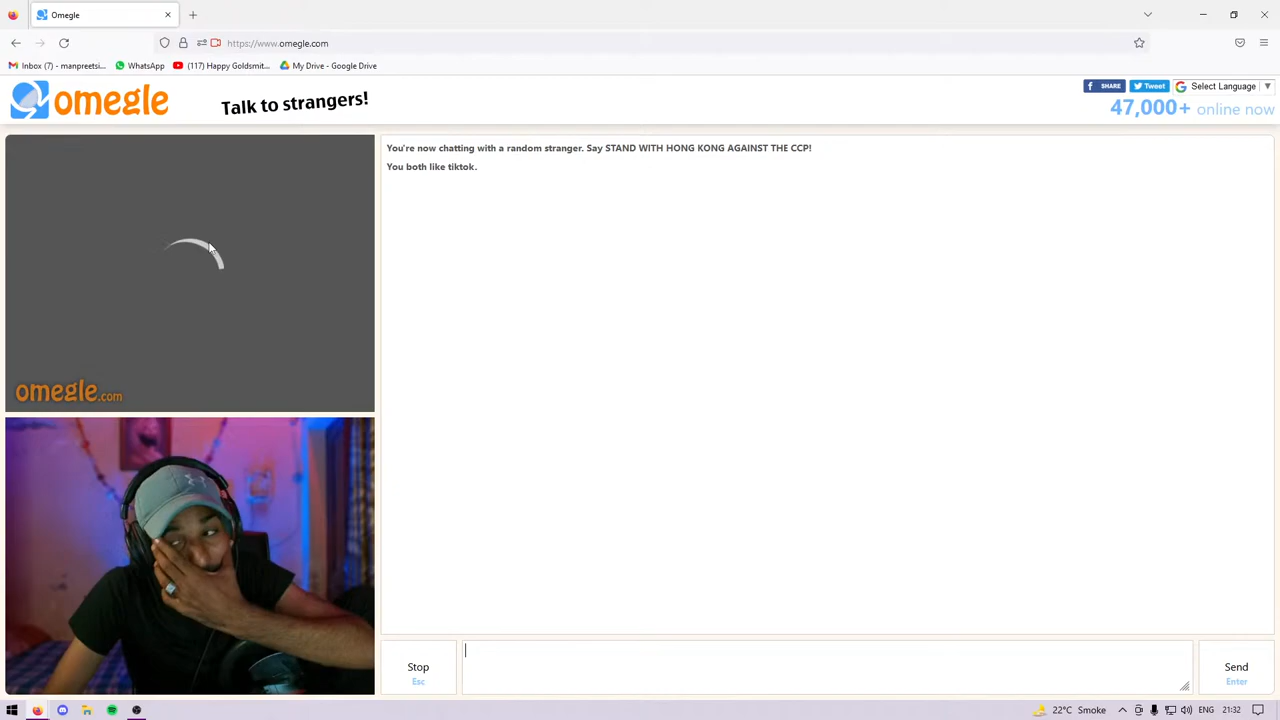 Omegle
https://www.omegle.com
Inbox (7) - manpreetsi... WhatsApp (117) Happy Goldsmit... My Drive - Google Drive
omegle Talk to strangers!
f SHARE Tweet G Select Language ▼
47,000+ online now
You're now chatting with a random stranger. Say STAND WITH HONG KONG AGAINST THE CCP!
You both like tiktok.
omegle.com
Stop
Esc
Send
Enter
22°C Smoke ENG 21:32